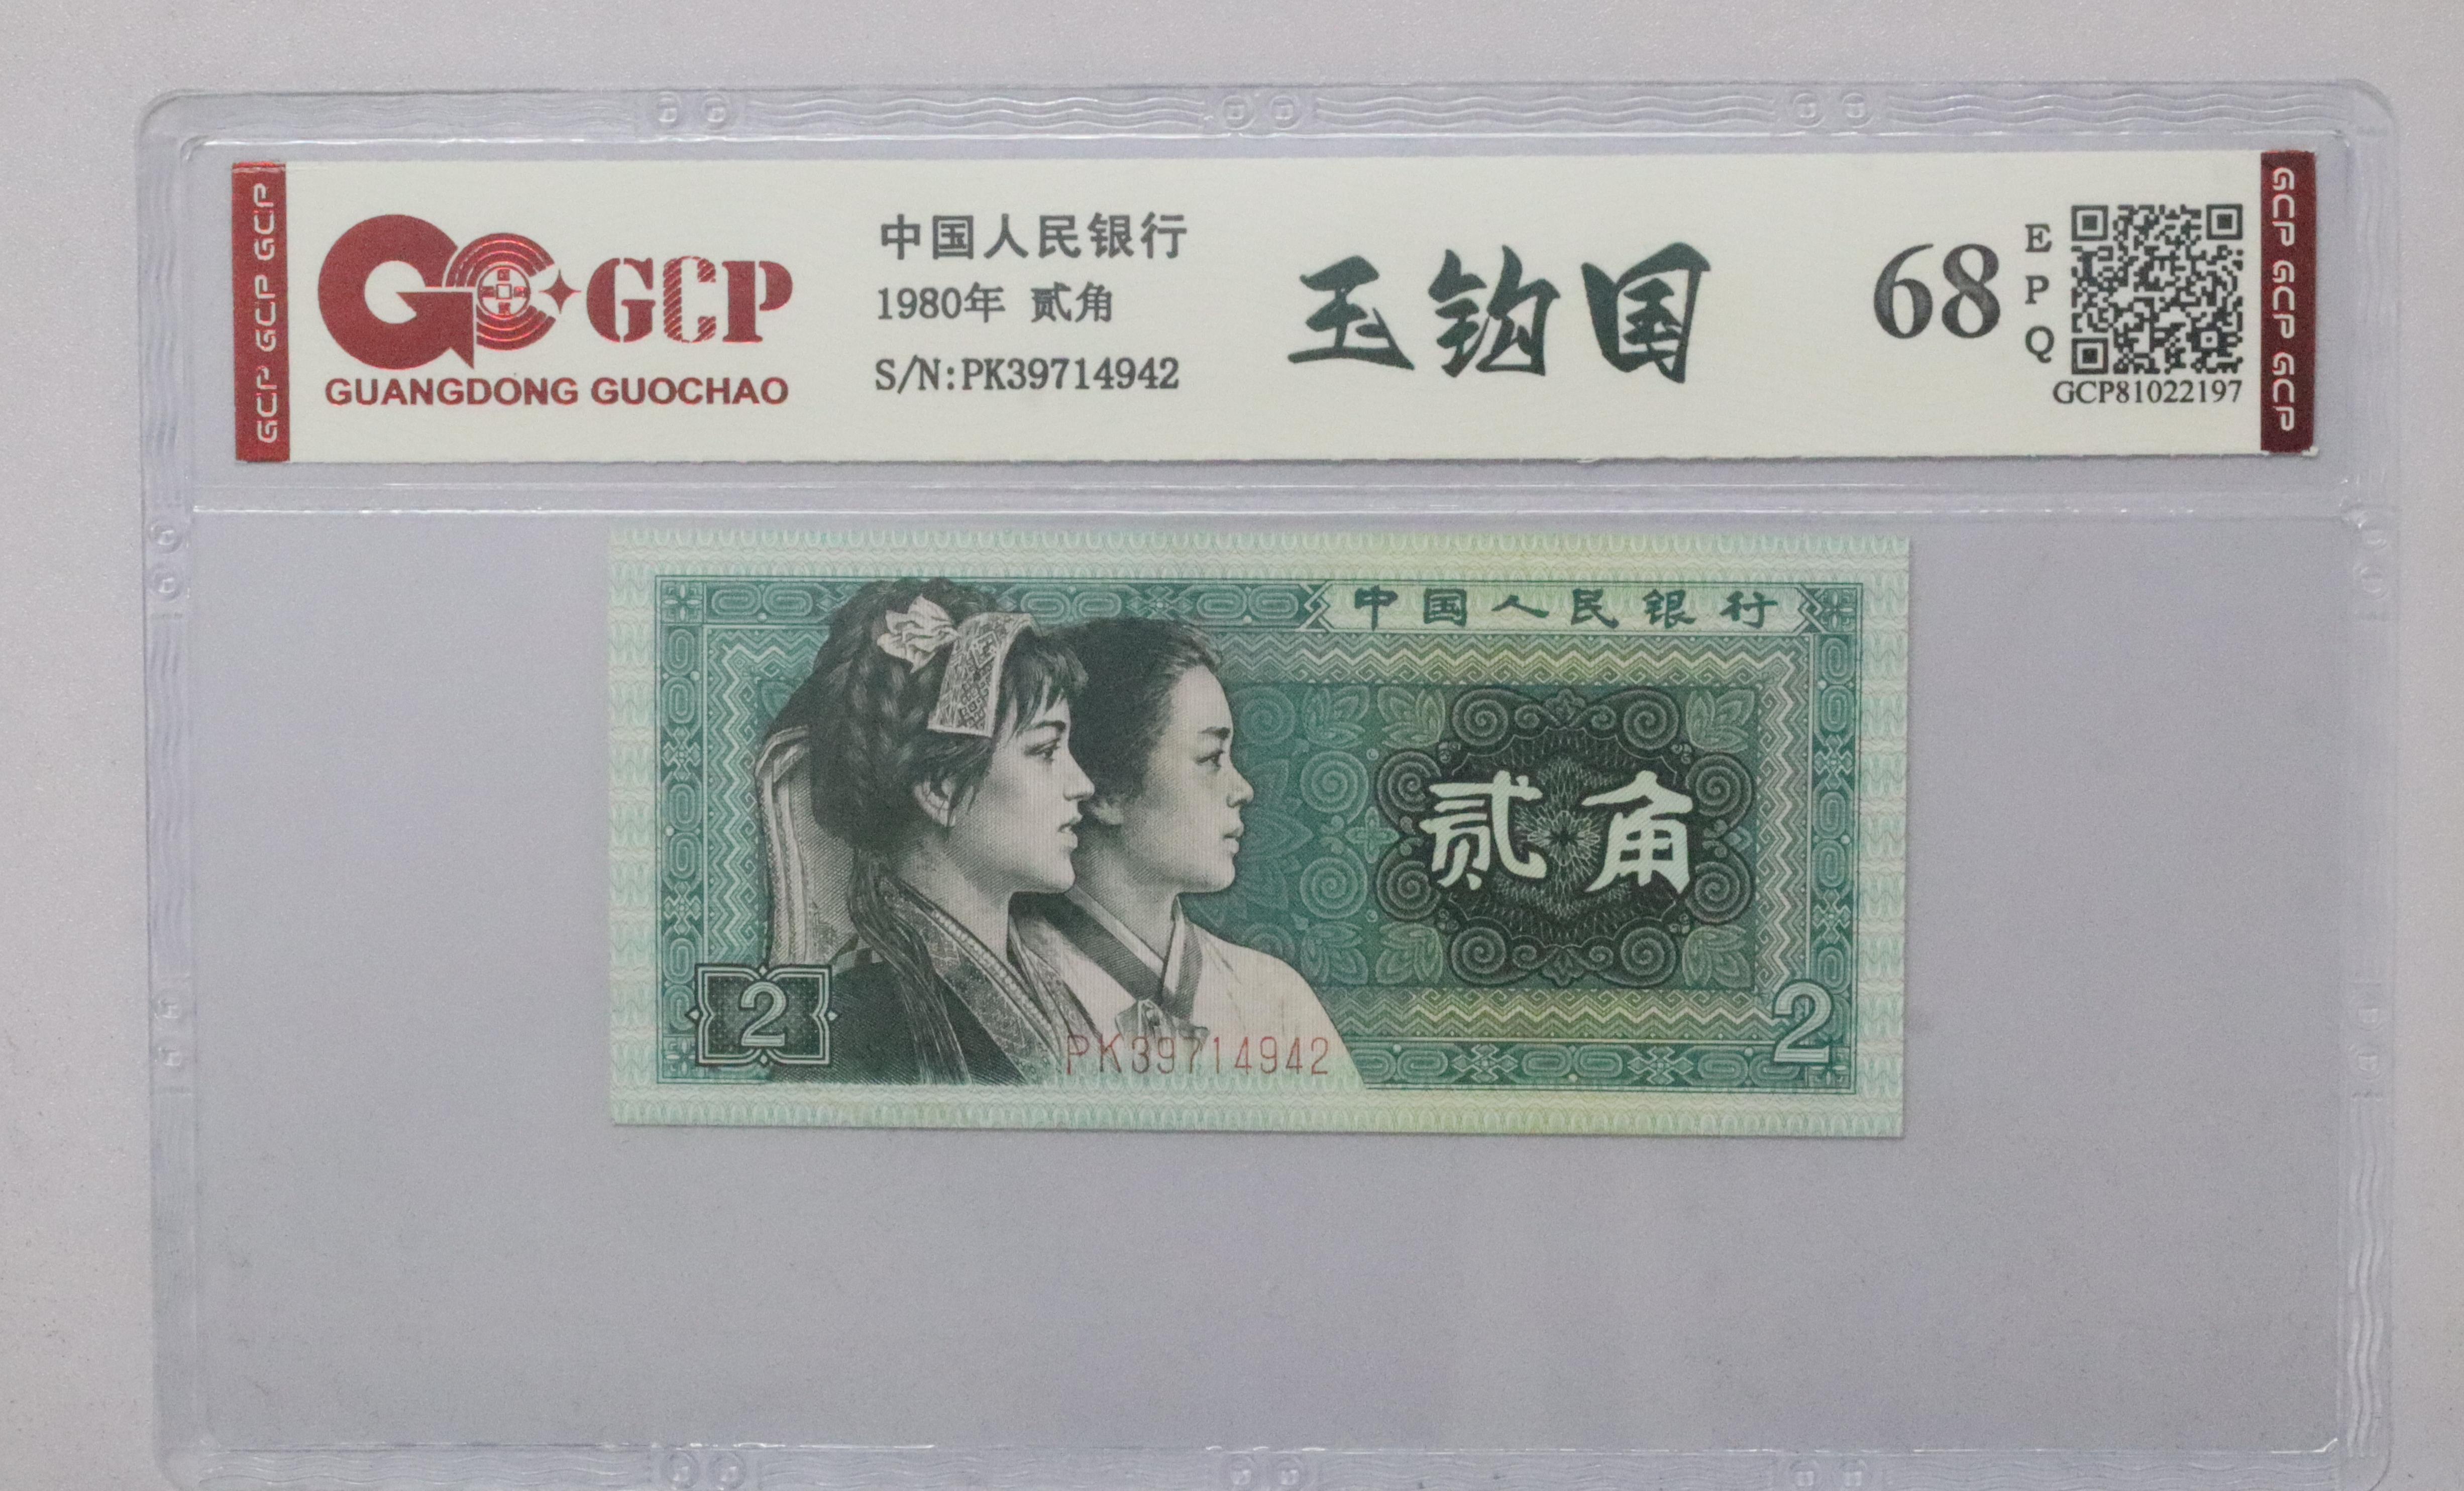 GCP GCP GCP
GCP
GUANGDONG GUOCHAO
中国人民银行
1980年 贰角
S/N:PK39714942
玉钩国
68
E
P
Q
GCP81022197
GCP GCP GCP
中国人民银行
贰角
2
PK39714942
2